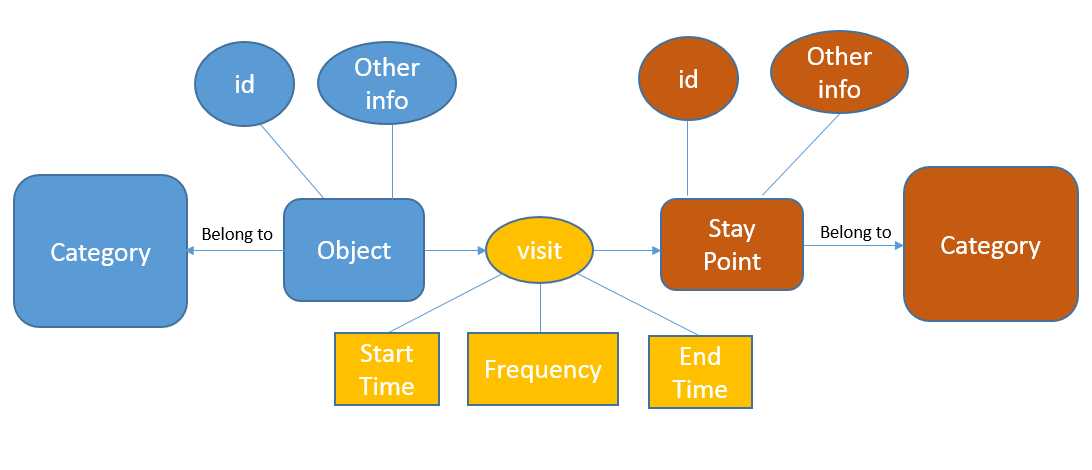 id
Other
info
id
Other
info
Category
Belong to
Object
visit
Stay
Point
Belong to
Category
Start
Time
Frequency
End
Time